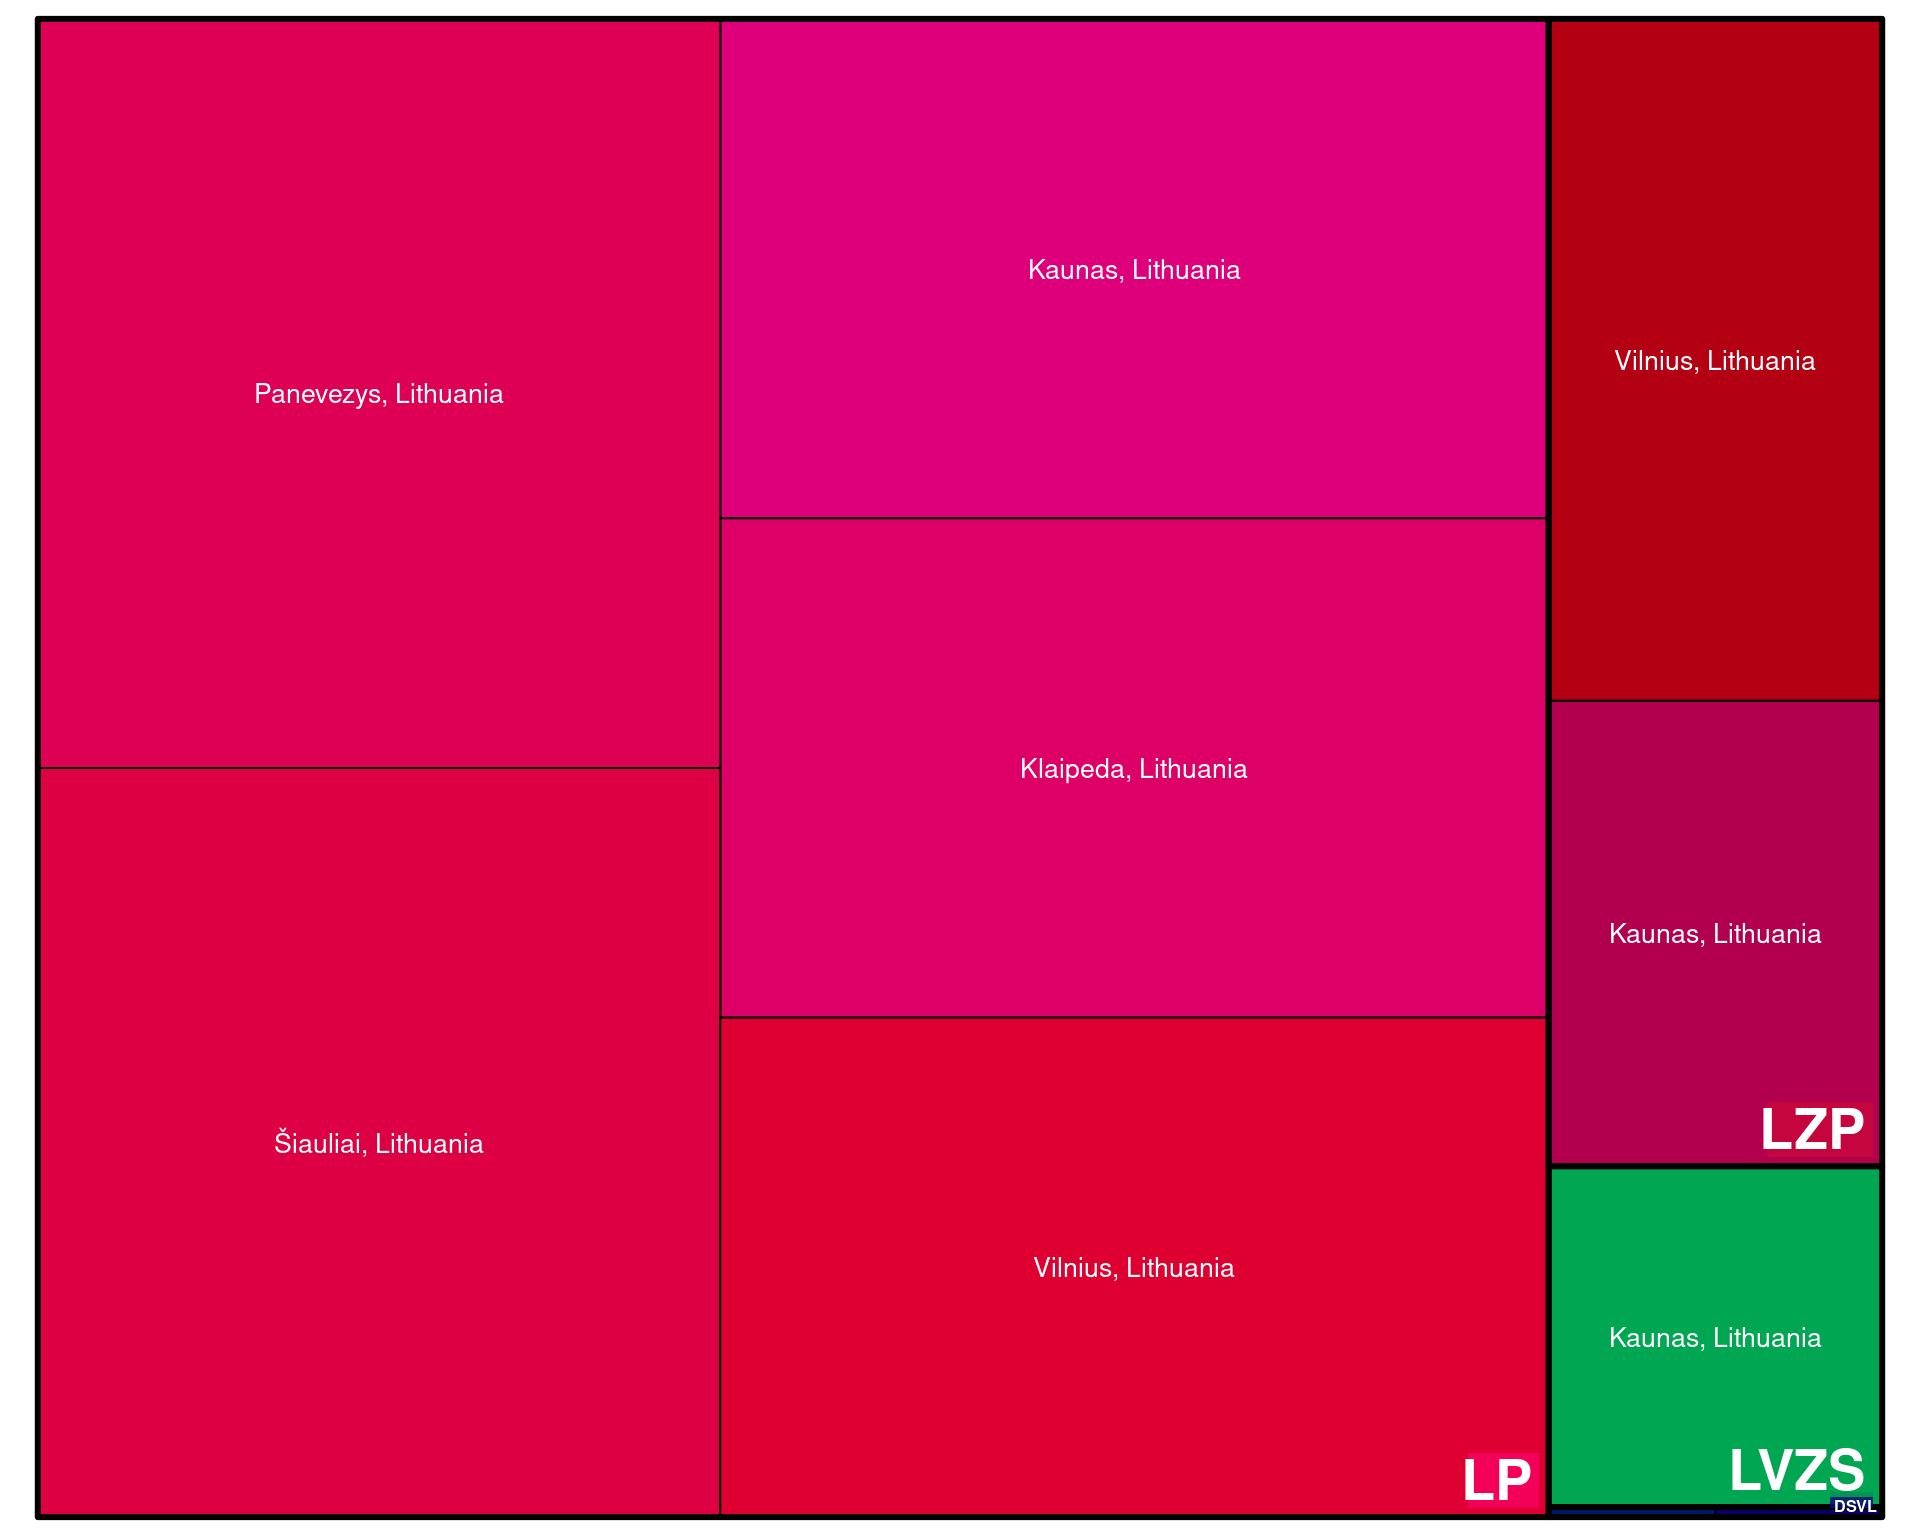 Panevezys, Lithuania
Šiauliai, Lithuania
Kaunas, Lithuania
Klaipeda, Lithuania
Vilnius, Lithuania
LP
Vilnius, Lithuania
Kaunas, Lithuania
LZP
Kaunas, Lithuania
LVZS
DSVL